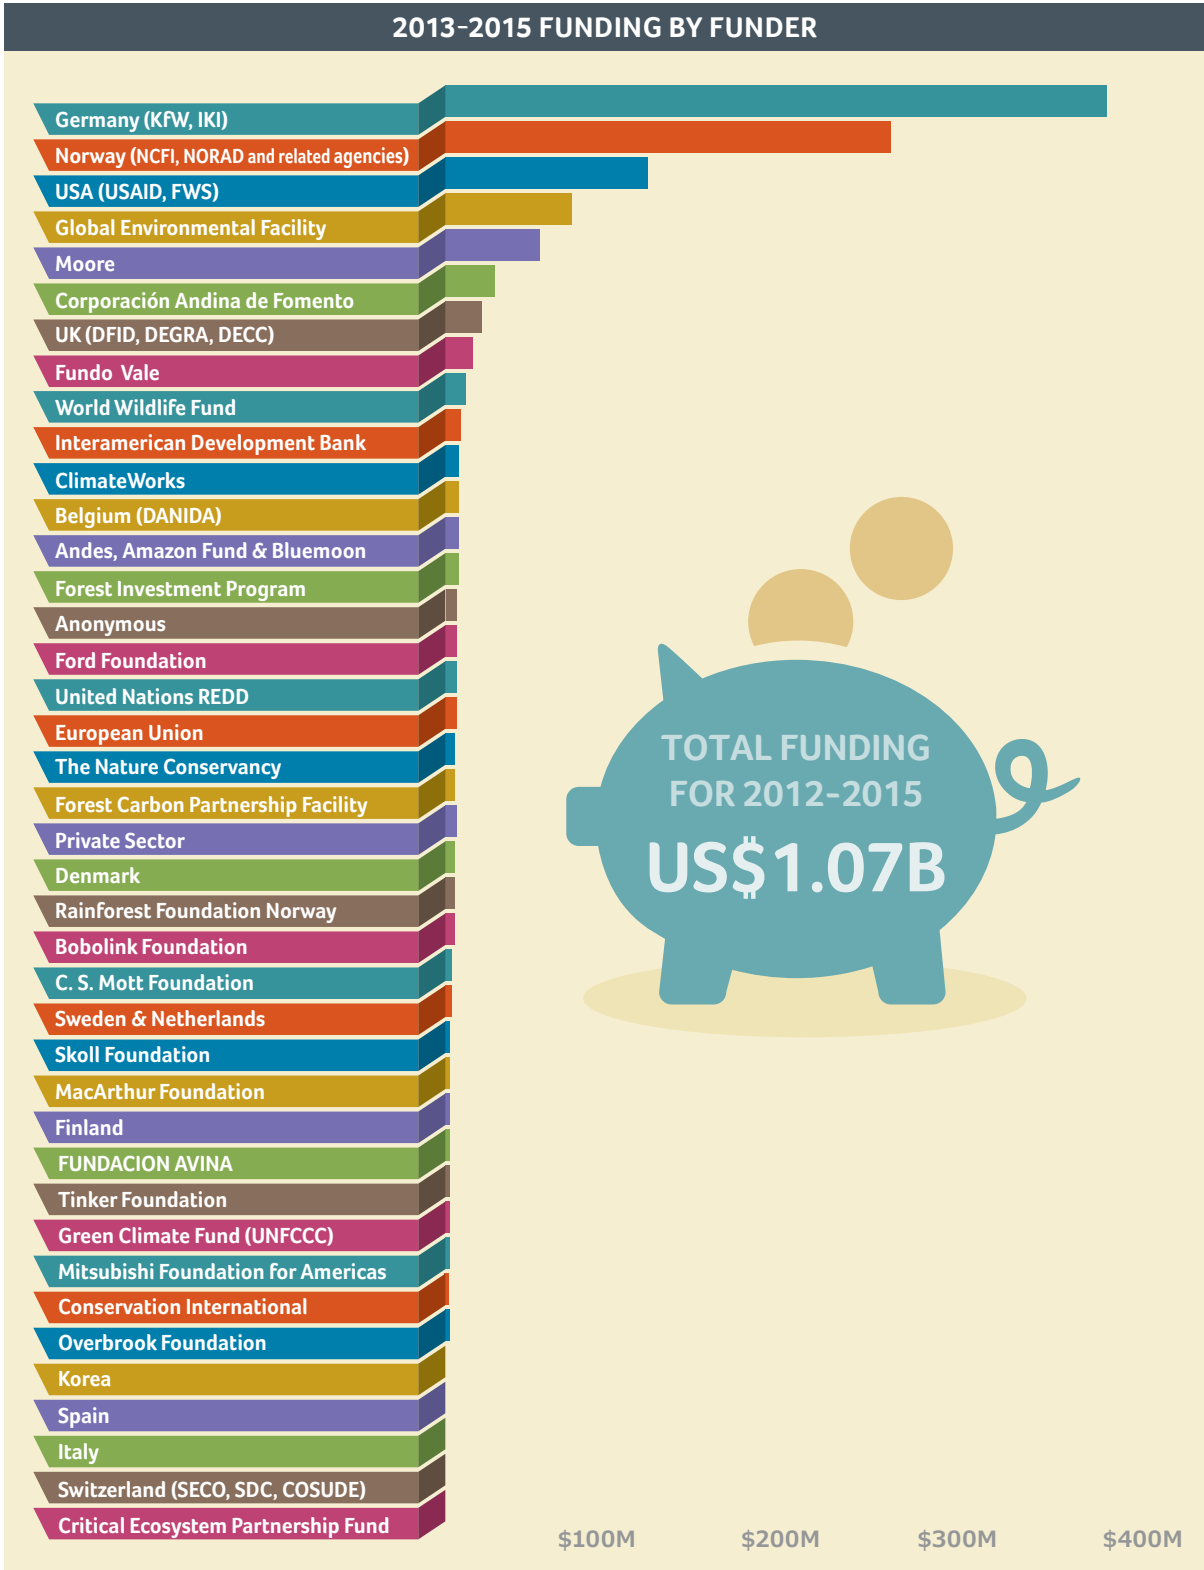 2013-2015 FUNDING BY FUNDER
Germany (KfW, IKI)
Norway (NCFI, NORAD and related agencies)
USA (USAID, FWS)
Global Environmental Facility
Moore
Corporación Andina de Fomento
UK (DFID, DEGRA, DECC)
Fundo Vale
World Wildlife Fund
Interamerican Development Bank
ClimateWorks
Belgium (DANIDA)
Andes, Amazon Fund & Bluemoon
Forest Investment Program
Anonymous
Ford Foundation
United Nations REDD
European Union
The Nature Conservancy
Forest Carbon Partnership Facility
Private Sector
Denmark
Rainforest Foundation Norway
Bobolink Foundation
C. S. Mott Foundation
Sweden & Netherlands
Skoll Foundation
MacArthur Foundation
Finland
FUNDACION AVINA
Tinker Foundation
Green Climate Fund (UNFCCC)
Mitsubishi Foundation for Americas
Conservation International
Overbrook Foundation
Korea
Spain
Italy
Switzerland (SECO, SDC, COSUDE)
Critical Ecosystem Partnership Fund
TOTAL FUNDING
FOR 2012-2015
US$1.07B
$100M $200M $300M $400M